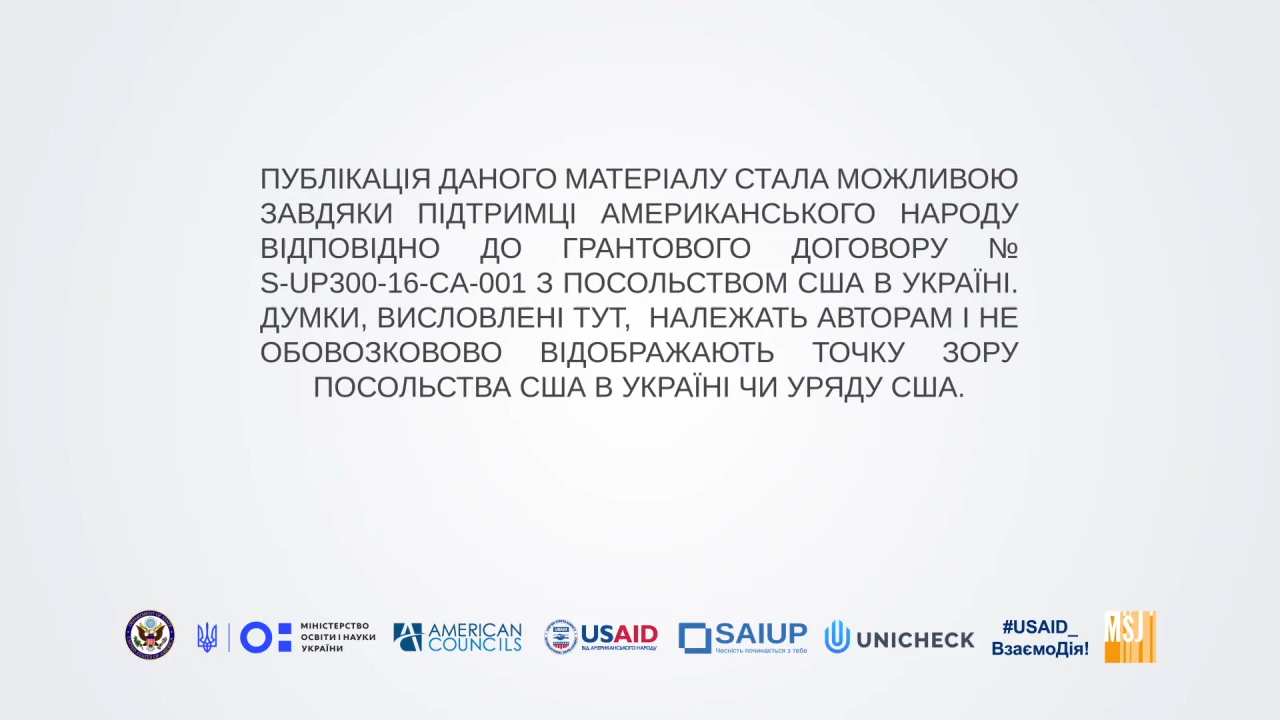 ПУБЛІКАЦІЯ ДАНОГО МАТЕРІАЛУ СТАЛА МОЖЛИВОЮ
ЗАВДЯКИ ПІДТРИМЦІ АМЕРИКАНСЬКОГО НАРОДУ
ВІДПОВІДНО ДО ГРАНТОВОГО ДОГОВОРУ №
S-UP300-16-CA-001 З ПОСОЛЬСТВОМ США В УКРАЇНІ.
ДУМКИ, ВИСЛОВЛЕНІ ТУТ, НАЛЕЖАТЬ АВТОРАМ І НЕ
ОБОВОЗКОВОВО ВІДОБРАЖАЮТЬ ТОЧКУ ЗОРУ
ПОСОЛЬСТВА США В УКРАЇНІ ЧИ УРЯДУ США.
МІНІСТЕРСТВО
ОСВІТИ І НАУКИ
УКРАЇНИ
AMERICAN
COUNCILS
USAID
ВІД АМЕРИКАНСЬКОГО НАРОДУ
SAIUP
Чесність починається з тебе
UNICHECK
#USAID_
ВзаємоДія!
MSJ